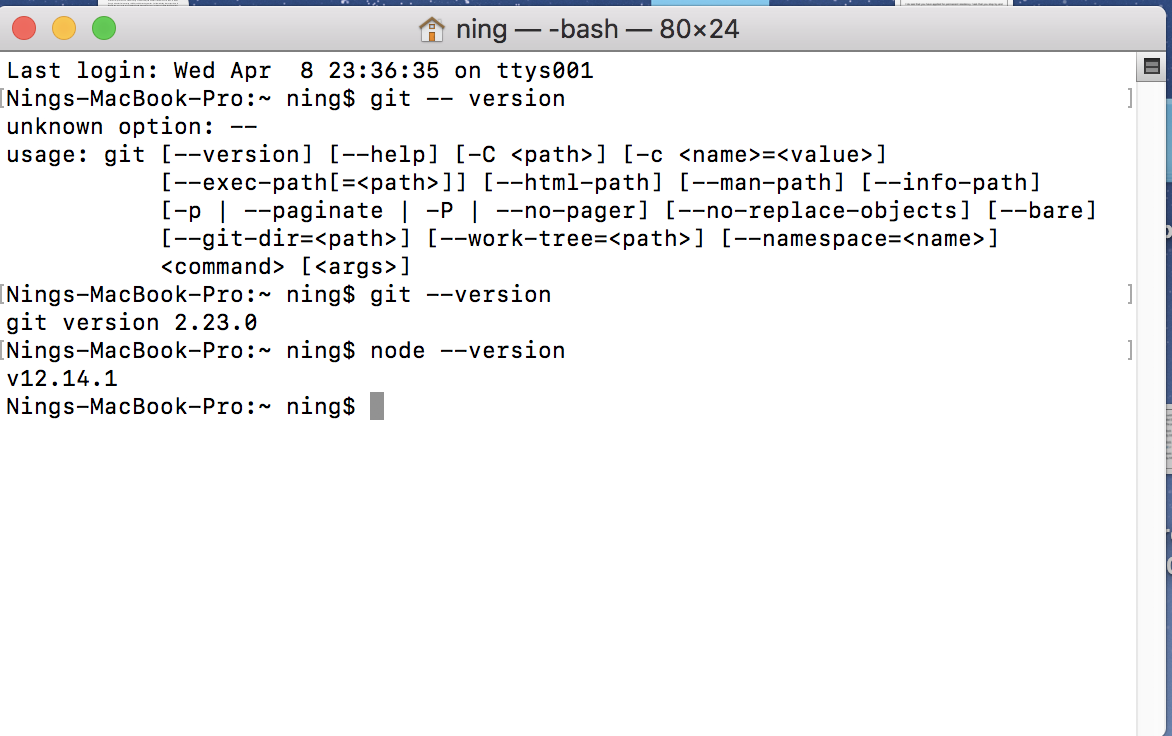 ning — -bash — 80×24
Last login: Wed Apr  8 23:36:35 on ttys001
[Nings-MacBook-Pro:~ ning$ git -- version ]
unknown option: --
usage: git [--version] [--help] [-C <path>] [-c <name>=<value>]
           [--exec-path[=<path>]] [--html-path] [--man-path] [--info-path]
           [-p | --paginate | -P | --no-pager] [--no-replace-objects] [--bare]
           [--git-dir=<path>] [--work-tree=<path>] [--namespace=<name>]
           <command> [<args>]
[Nings-MacBook-Pro:~ ning$ git --version ]
git version 2.23.0
[Nings-MacBook-Pro:~ ning$ node --version ]
v12.14.1
Nings-MacBook-Pro:~ ning$